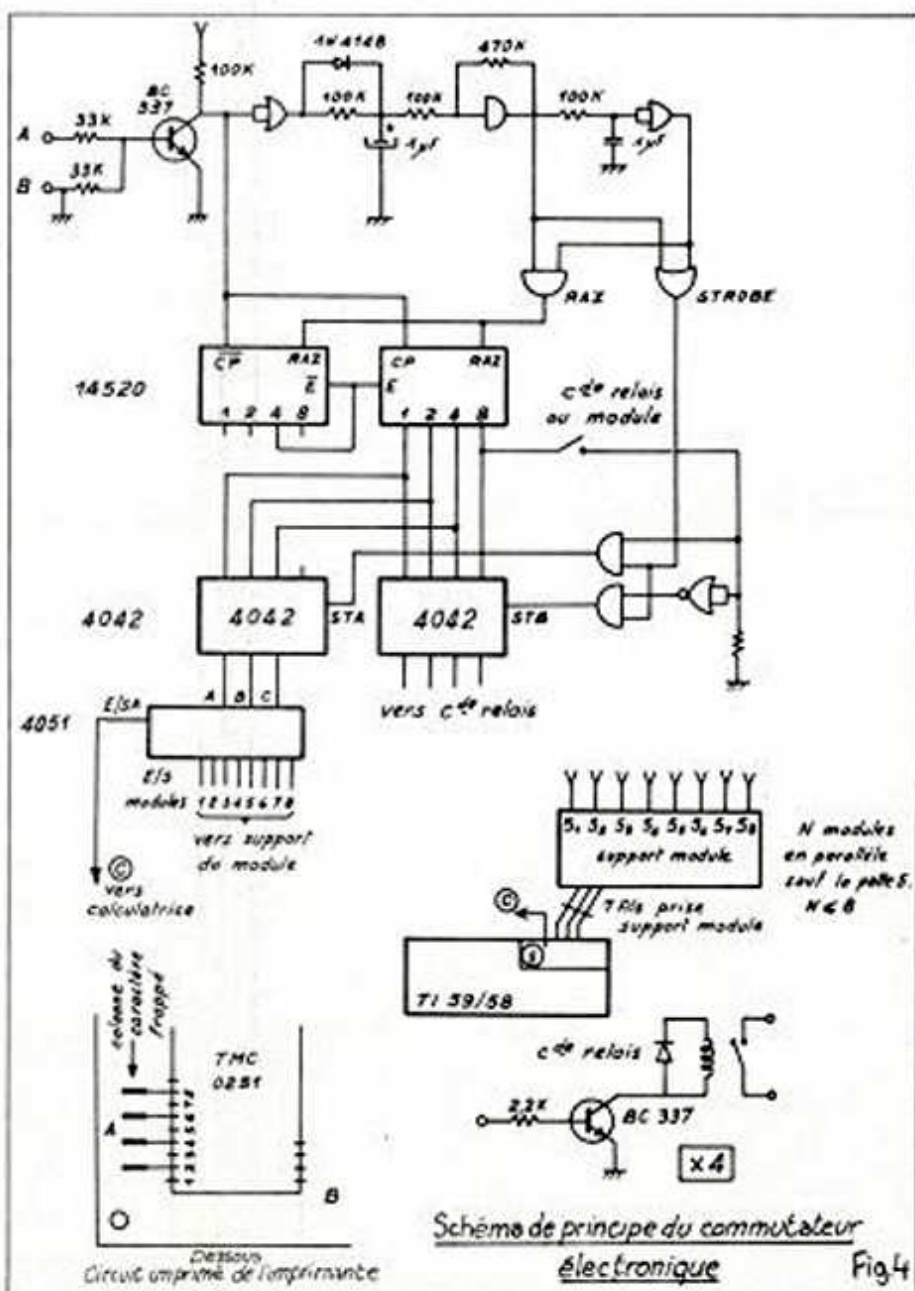 1N4148
470K
100K
BC
337
100K
100K
100K
A
33K
1µF
1µF
B
33K
RAZ
STROBE
14520
CP
RAZ
E
1 2 4 8
CP
RAZ
E
1 2 4 8
Cde relais
ou module
4042
4042
STA
4042
STB
A B C
vers Cde relais
4051
E/SA
E/S
modules
1 2 3 4 5 6 7 8
vers support
do module
C
vers
calculatrice
support module
N modules
en parallèle
sauf la patte 5.
N ≤ 8
C
7 fils prise
support module
5
TI 59/58
colonne du
caractère
frappé
TMC
0251
A
B
Cde relais
2,2K
BC 337
x4
Dessous
Circuit imprimé de l'imprimante
Schéma de principe du commutateur
électronique
Fig.4